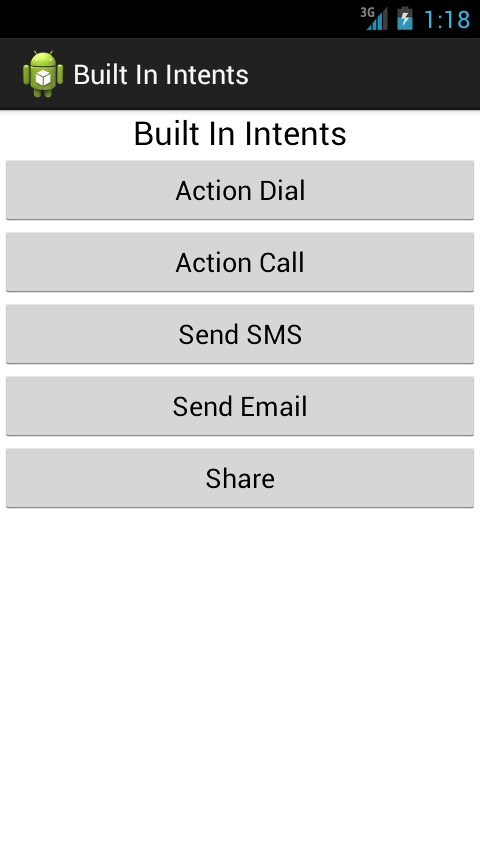 3G 1:18
Built In Intents
Built In Intents
Action Dial
Action Call
Send SMS
Send Email
Share